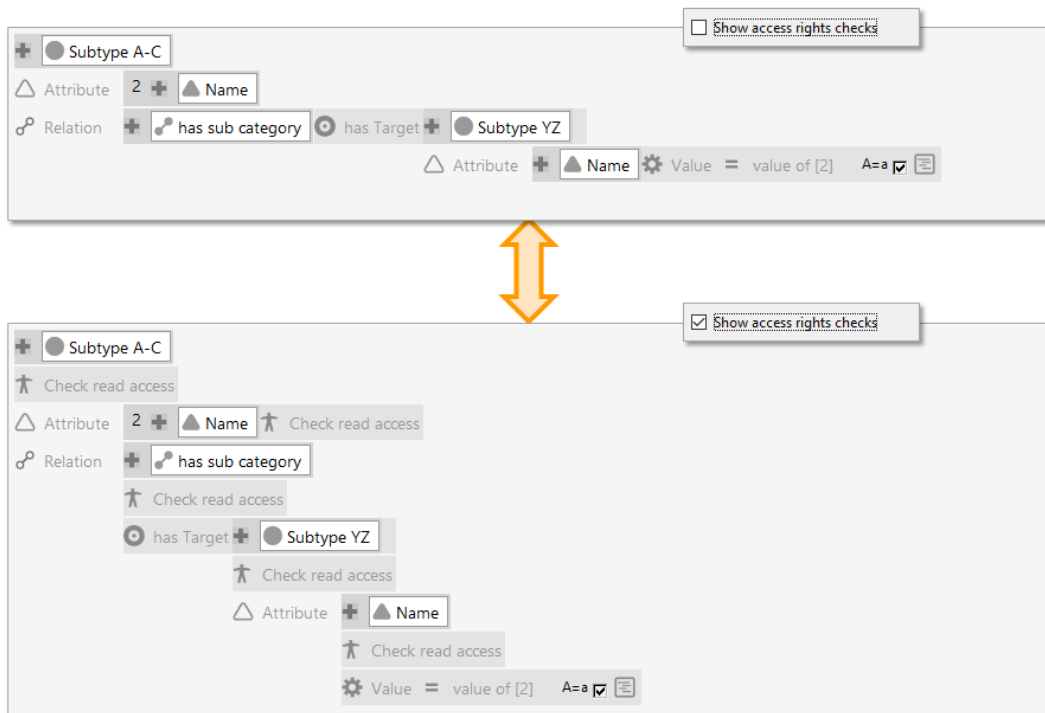 Show access rights checks
Subtype A-C
Attribute 2 Name
Relation has sub category has Target Subtype YZ
Attribute Name Value = value of [2] A=a
Show access rights checks
Subtype A-C
Check read access
Attribute 2 Name Check read access
Relation has sub category
Check read access
has Target Subtype YZ
Check read access
Attribute Name
Check read access
Value = value of [2] A=a